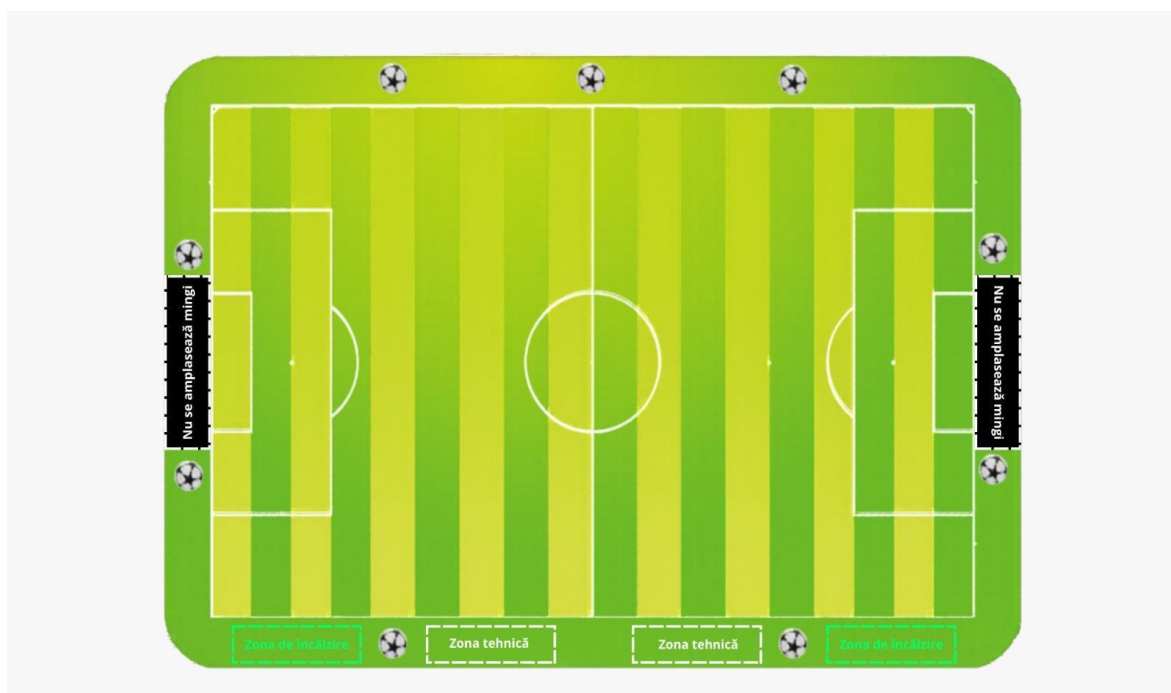 Nu se amplasează mingi
Nu se amplasează mingi
Zona de încălzire
Zona tehnică
Zona tehnică
Zona de încălzire